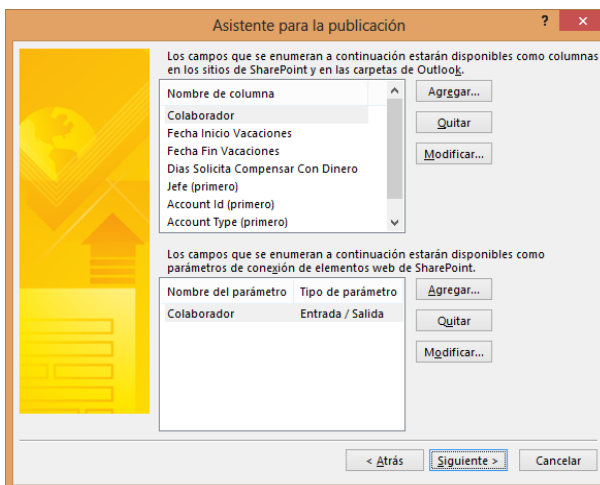 Asistente para la publicación
?
Los campos que se enumeran a continuación estarán disponibles como columnas
en los sitios de SharePoint y en las carpetas de Outlook.
Nombre de columna
Agregar...
Colaborador
Fecha Inicio Vacaciones
Quitar
Fecha Fin Vacaciones
Modificar...
Dias Solicita Compensar Con Dinero
Jefe (primero)
Account Id (primero)
Account Type (primero)
Los campos que se enumeran a continuación estarán disponibles como
parámetros de conexión de elementos web de SharePoint.
Nombre del parámetro Tipo de parámetro
Agregar...
Colaborador Entrada / Salida
Quitar
Modificar...
< Atrás Siguiente > Cancelar